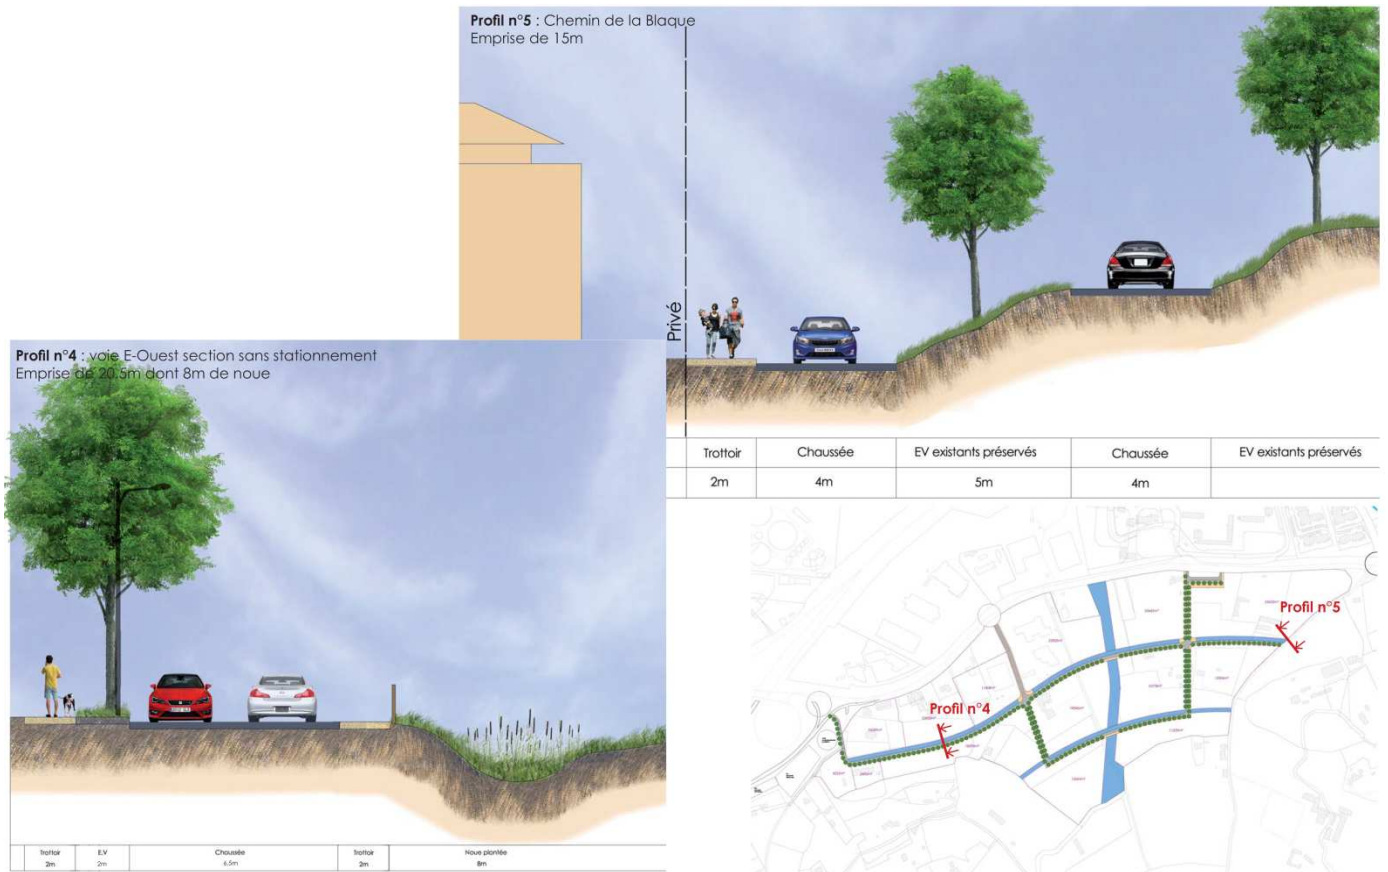 Profil n°5 : Chemin de la Blaque
Emprise de 15m
Privé
Trottoir Chaussée EV existants préservés Chaussée EV existants préservés
2m 4m 5m 4m
Profil n°4 : voie E-Ouest section sans stationnement
Emprise de 20,5m dont 8m de noue
Trottoir E.V Chaussée Trottoir Noue plantée
2m 2m 6,5m 2m 8m
Profil n°5
Profil n°4